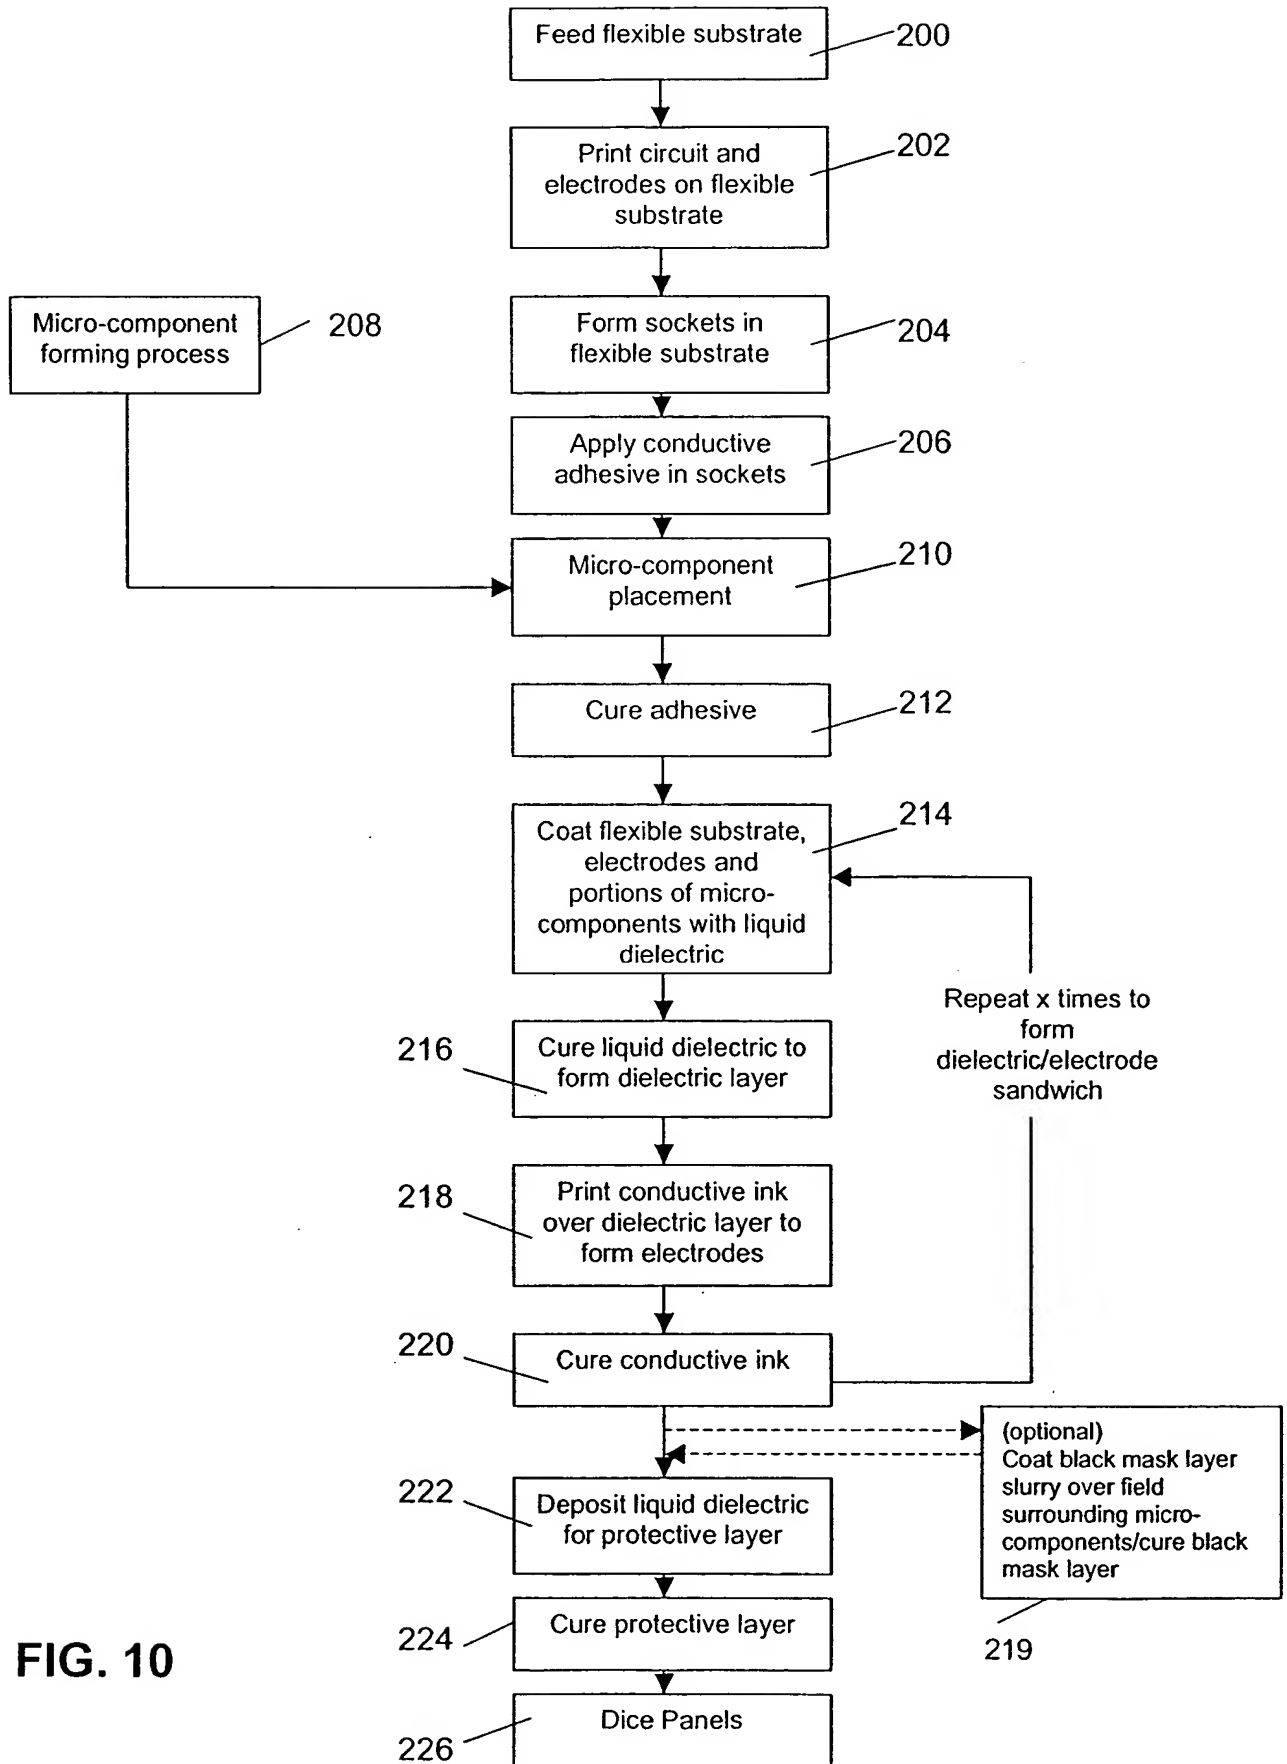 Feed flexible substrate
200
Print circuit and
electrodes on flexible
substrate
202
Micro-component
forming process
208
Form sockets in
flexible substrate
204
Apply conductive
adhesive in sockets
206
Micro-component
placement
210
Cure adhesive
212
Coat flexible substrate,
electrodes and
portions of micro-
components with liquid
dielectric
214
Repeat x times to
form
dielectric/electrode
sandwich
216
Cure liquid dielectric to
form dielectric layer
218
Print conductive ink
over dielectric layer to
form electrodes
220
Cure conductive ink
(optional)
Coat black mask layer
slurry over field
surrounding micro-
components/cure black
mask layer
219
222
Deposit liquid dielectric
for protective layer
224
Cure protective layer
226
Dice Panels
FIG. 10